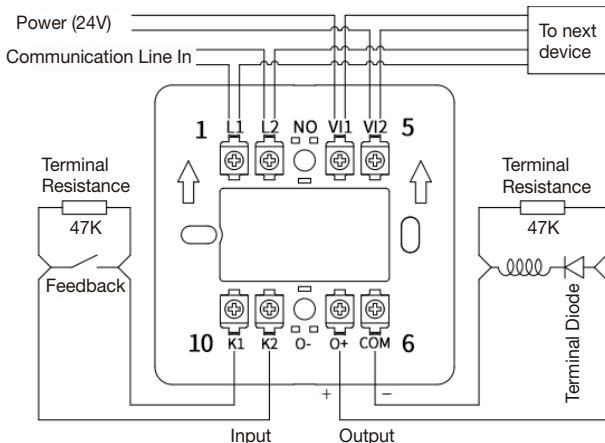 Power (24V)
Communication Line In
To next
device
1 L1 L2 NO VI1 VI2 5
Terminal
Resistance
47K
Feedback
Terminal
Resistance
47K
Terminal Diode
10 K1 K2 O- O+ COM 6
+ −
Input Output